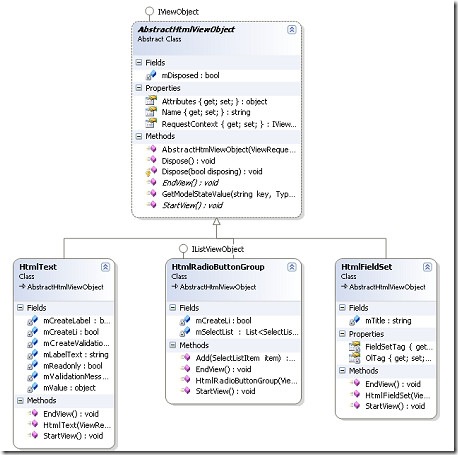 IViewObject
AbstractHtmlViewObject
Abstract Class
Fields
mDisposed : bool
Properties
Attributes { get; set; } : object
Name { get; set; } : string
RequestContext { get; set; } : IView...
Methods
AbstractHtmlViewObject(ViewReque...
Dispose() : void
Dispose(bool disposing) : void
EndView() : void
GetModelStateValue(string key, Typ...
StartView() : void
HtmlText
Class
AbstractHtmlViewObject
Fields
mCreateLabel : b...
mCreateLi : bool
mCreateValidatio...
mLabelText : string
mReadonly : bool
mValidationMess...
mValue : object
Methods
EndView() : void
HtmlText(ViewRe...
StartView() : void
IListViewObject
HtmlRadioButtonGroup
Class
AbstractHtmlViewObject
Fields
mCreateLi : bool
mSelectList : List<SelectLis...
Methods
Add(SelectListItem item) : ...
EndView() : void
HtmlRadioButtonGroup(Vie...
StartView() : void
HtmlFieldSet
Class
AbstractHtmlViewObject
Fields
mTitle : string
Properties
FieldSetTag { get...
OlTag { get; set;...
Methods
EndView() : void
HtmlFieldSet(Vie...
StartView() : void